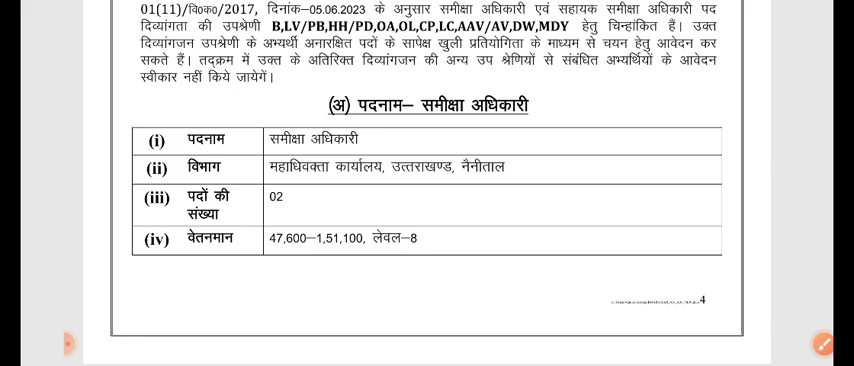 01(11)/वि0क0/2017, दिनांक–05.06.2023 के अनुसार समीक्षा अधिकारी एवं सहायक समीक्षा अधिकारी पद
दिव्यांगता की उपश्रेणी B,LV/PB,HH/PD,OA,OL,CP,LC,AAV/AV,DW,MDY हेतु चिन्हांकित हैं। उक्त
दिव्यांगजन उपश्रेणी के अभ्यर्थी अनारक्षित पदों के सापेक्ष खुली प्रतियोगिता के माध्यम से चयन हेतु आवेदन कर
सकते हैं। तद्क्रम में उक्त के अतिरिक्त दिव्यांगजन की अन्य उप श्रेणियों से संबंधित अभ्यर्थियों के आवेदन
स्वीकार नहीं किये जायेगें।
(अ) पदनाम– समीक्षा अधिकारी
(i) पदनाम समीक्षा अधिकारी
(ii) विभाग महाधिवक्ता कार्यालय, उत्तराखण्ड, नैनीताल
(iii) पदों की 02
संख्या
(iv) वेतनमान 47,600–1,51,100, लेवल–8
4